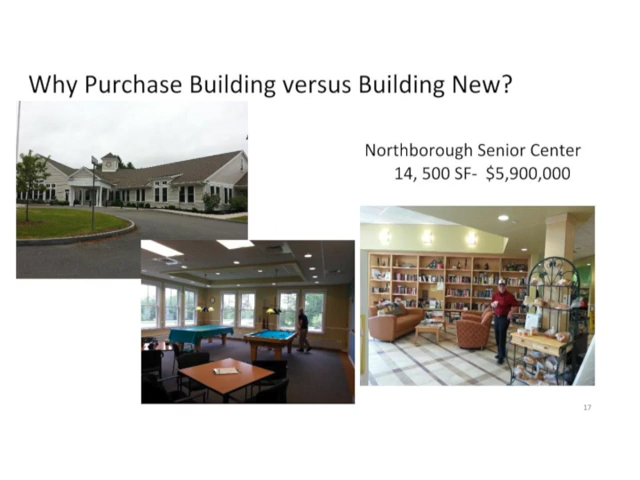 Why Purchase Building versus Building New?
Northborough Senior Center
14, 500 SF- $5,900,000
17